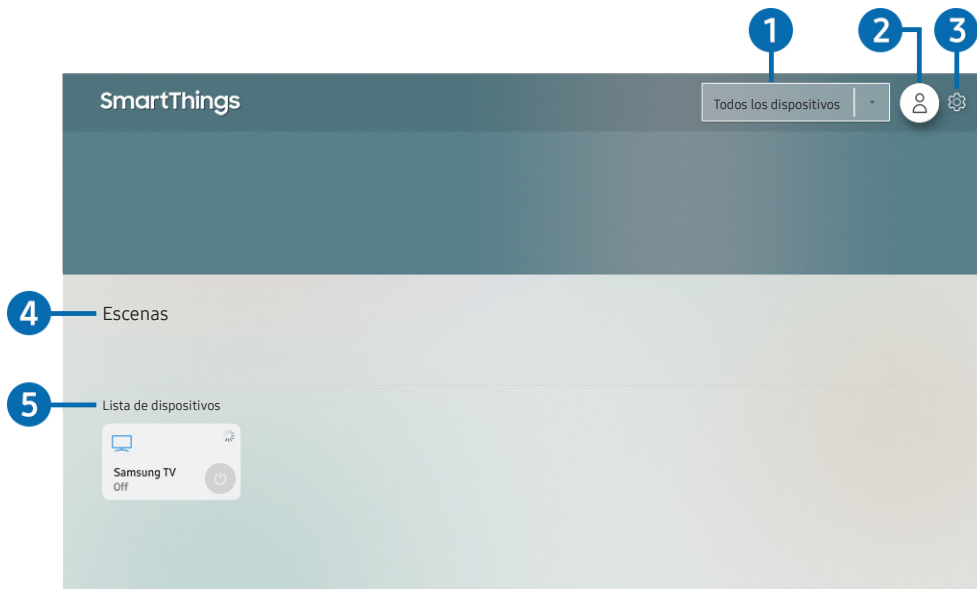 1
2
3
SmartThings
Todos los dispositivos
4
Escenas
5
Lista de dispositivos
Samsung TV
Off